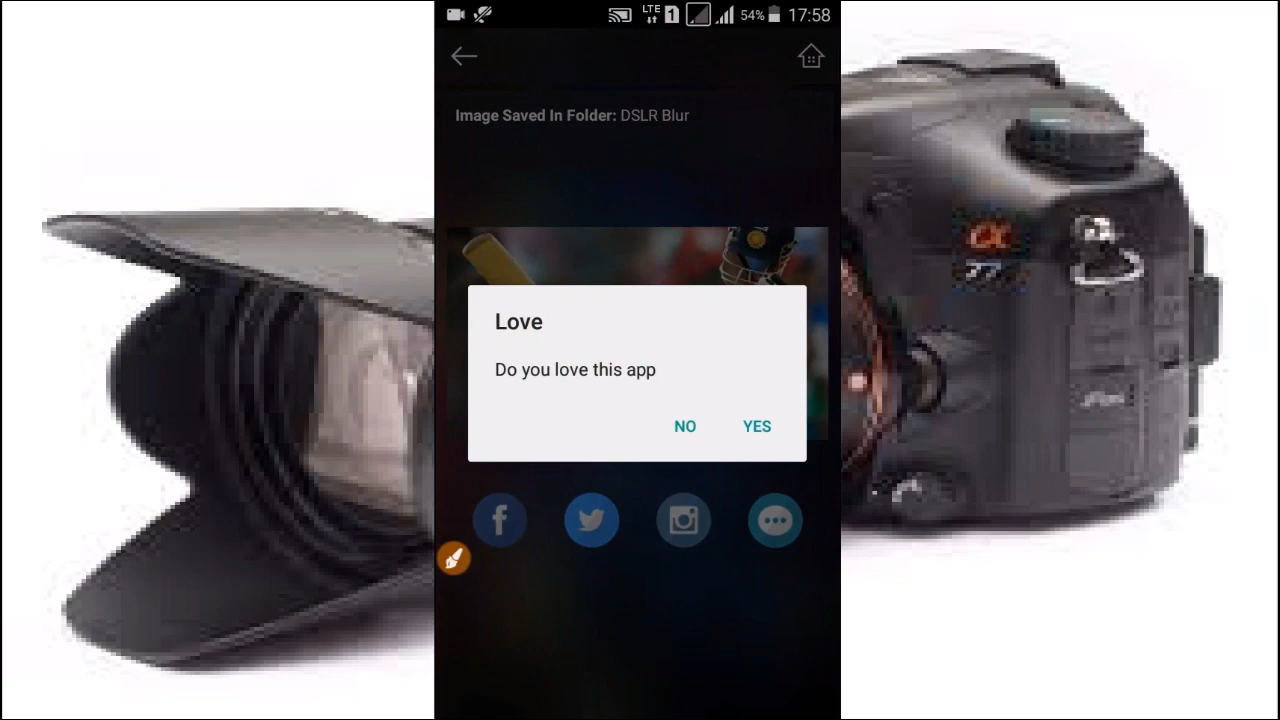 LTE 1 54% 17:58
Image Saved In Folder: DSLR Blur
Love
Do you love this app
NO YES
α
77